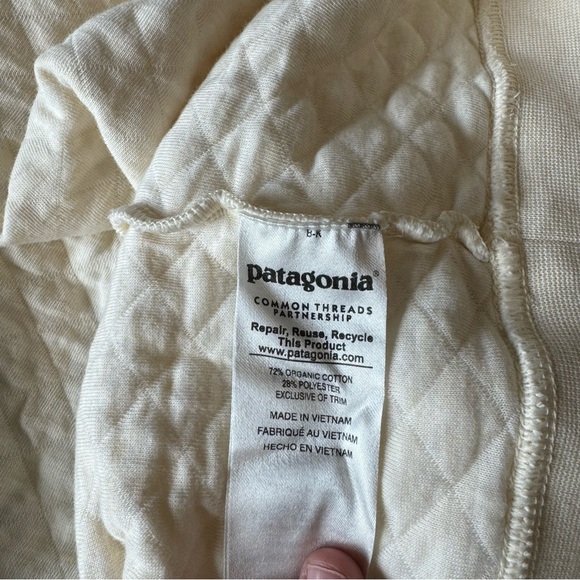 B-K
patagonia®
COMMON THREADS
PARTNERSHIP
Repair, Reuse, Recycle
This Product
www.patagonia.com
72% ORGANIC COTTON
28% POLYESTER
EXCLUSIVE OF TRIM
MADE IN VIETNAM
FABRIQUÉ AU VIETNAM
HECHO EN VIETNAM